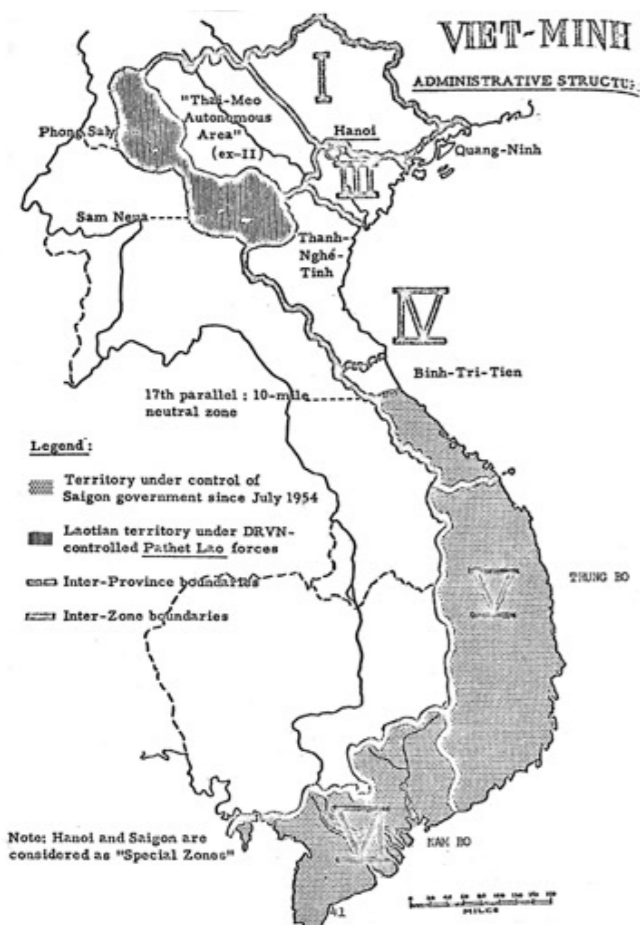 VIET-MINH
ADMINISTRATIVE STRUCTU
I
"Thai-Meo
Autonomous
Area"
(ex-II)
Hanoi
Phong Saly
Quang-Ninh
III
Sam Neua
Thanh-
Nghé-
Tinh
IV
Binh-Tri-Tien
17th parallel : 10-mile
neutral zone
Legend :
Territory under control of
Saigon government since July 1954
Laotian territory under DRVN-
controlled Pathet Lao forces
Inter-Province boundaries
Inter-Zone boundaries
V
TRUNG BO
VI
NAM BO
Note: Hanoi and Saigon are
considered as "Special Zones"
41
MILES